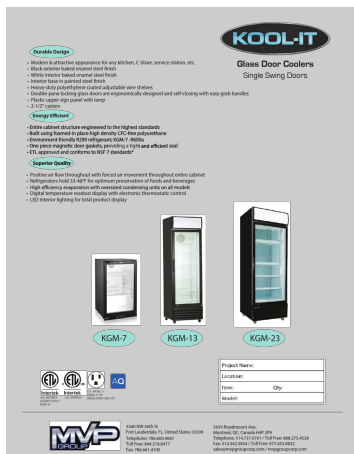 KOOL-IT
Glass Door Coolers
Single Swing Doors
Durable Design
• Modern & attractive appearance for any kitchen, C-Store, service station, etc.
• Black exterior baked enamel steel finish
• White interior baked enamel steel finish
• Interior base in painted steel finish
• Heavy-duty polyethylene coated adjustable wire shelves
• Double-pane locking glass doors are ergonomically designed and self-closing with easy grab handles
• Plastic upper sign panel with lamp
• 2-1/2" casters
Energy Efficient
• Entire cabinet structure engineered to the highest standards
• Built using foamed-in place high density CFC-free polyurethane
• Environment friendly R290 refrigerant; KGM-7 -R600a
• One piece magnetic door gaskets, providing a tight and efficient seal
• ETL approved and conforms to NSF 7 standards*
Superior Quality
• Positive air flow throughout with forced air movement throughout entire cabinet
• Refrigerators hold 33-46°F for optimum preservation of foods and beverages
• High efficiency evaporators with oversized condensing units on all models
• Digital temperature readout display with electronic thermostatic control
• LED interior lighting for total product display
KGM-7
KGM-13
KGM-23
ETL
ETL
Intertek
Intertek
AQ
Project Name:
Location:
Item: Qty:
Model:
MVP
GROUP
3360 NW 54th St
Fort Lauderdale, FL, United States 33309
Telephone: 786.600.4687
Toll Free: 844.218.8477
Fax: 786.661.4100
5659 Royalmount Ave.
Montreal, QC, Canada H4P 2P9
Telephone: 514.737.9701 / Toll Free: 888.275.4538
Fax: 514.342.3854 / Toll Free: 877.453.8832
sales@mvpgroupcorp.com / mvpgroupcorp.com